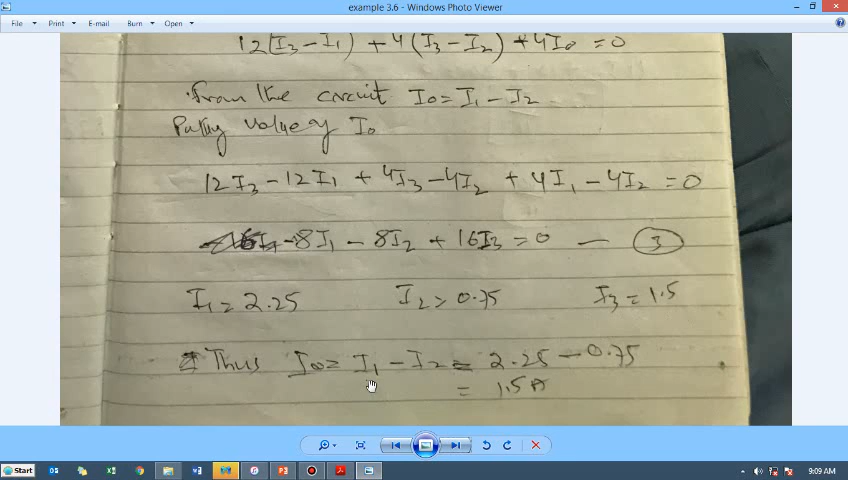 example 3.6 - Windows Photo Viewer
File Print E-mail Burn Open
12(I3 - I1) + 4(I3 - I2) + 4I0 = 0
From the circuit I0 = I1 - I2
Puting value of I0
12I3 - 12I1 + 4I3 - 4I2 + 4I1 - 4I2 = 0
-8I1 - 8I2 + 16I3 = 0 — 3
I1 = 2.25 I2 = 0.75 I3 = 1.5
Thus I0 = I1 - I2 = 2.25 - 0.75
= 1.5A
Start
9:09 AM